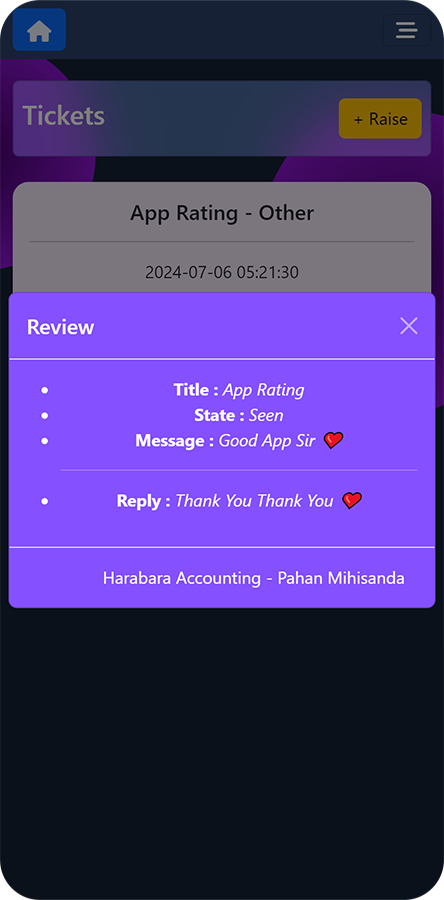 Tickets
+ Raise
App Rating - Other
2024-07-06 05:21:30
Review
Title : App Rating
State : Seen
Message : Good App Sir ❤️
Reply : Thank You Thank You ❤️
Harabara Accounting - Pahan Mihisanda